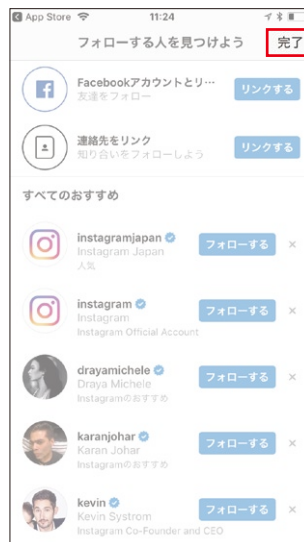 App Store 11:24
フォローする人を見つけよう 完了
Facebookアカウントとリ… リンクする
友達をフォロー
連絡先をリンク リンクする
知り合いをフォローしよう
すべてのおすすめ
instagramjapan フォローする ×
Instagram Japan
人気
instagram フォローする ×
Instagram
Instagram Official Account
drayamichele フォローする ×
Draya Michele
Instagramのおすすめ
karanjohar フォローする ×
Karan Johar
Instagramのおすすめ
kevin フォローする ×
Kevin Systrom
Instagram Co-Founder and CEO